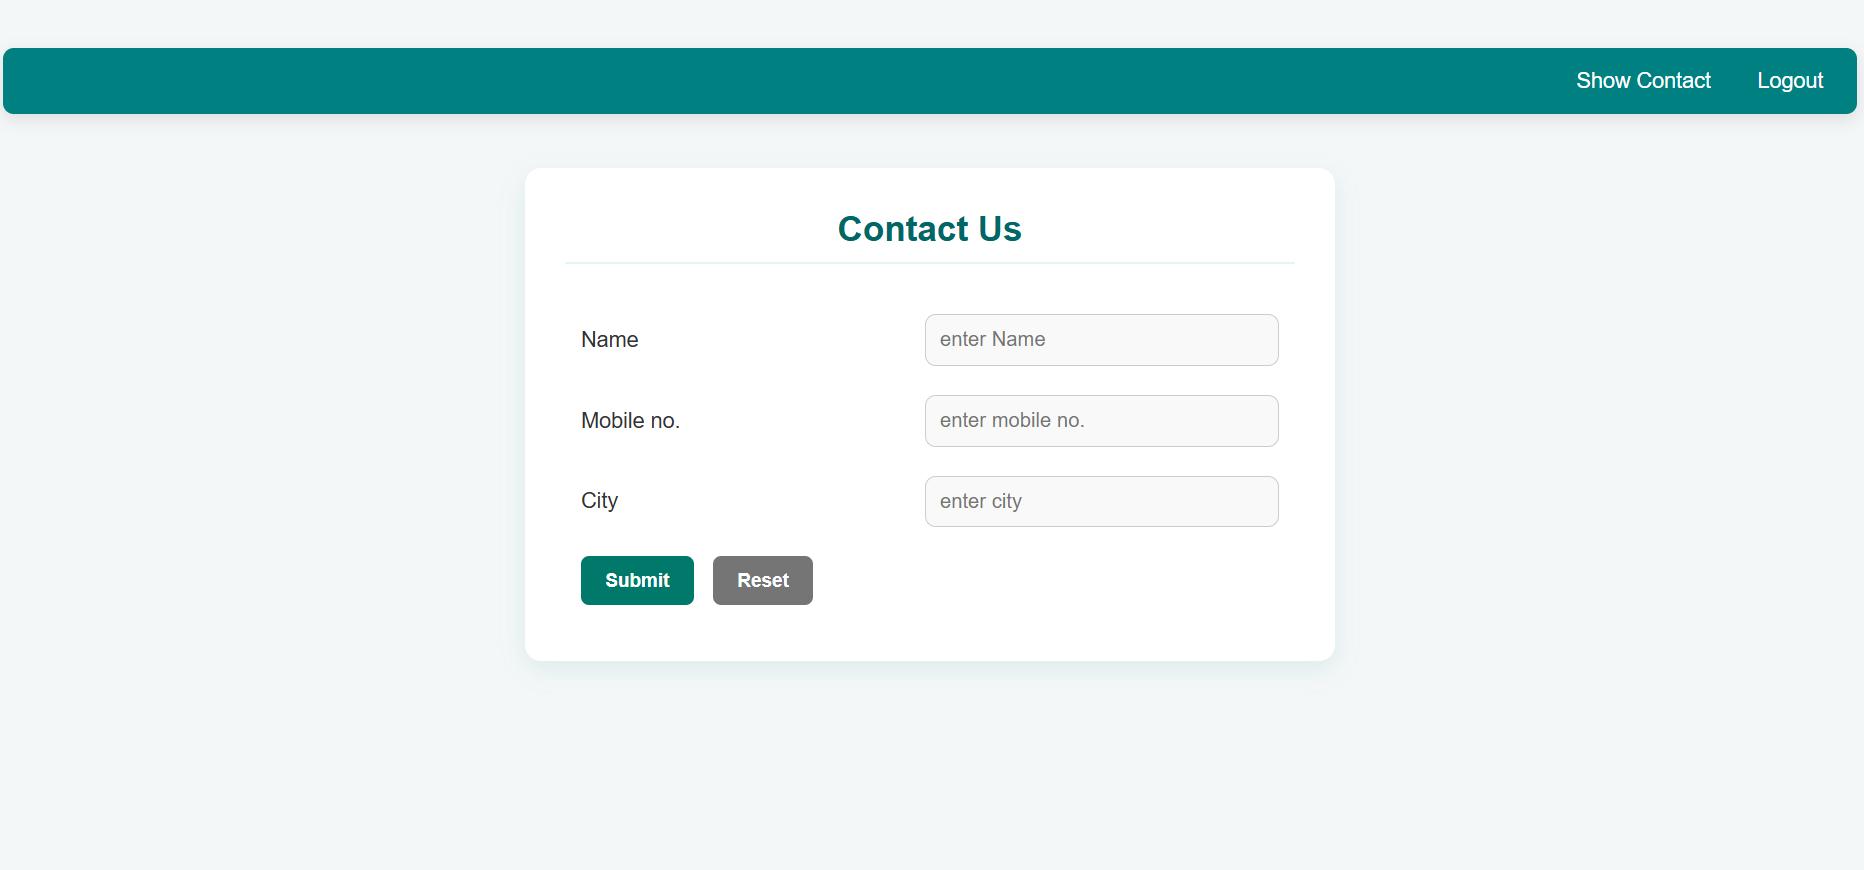 Show Contact Logout
Contact Us
Name enter Name
Mobile no. enter mobile no.
City enter city
Submit Reset